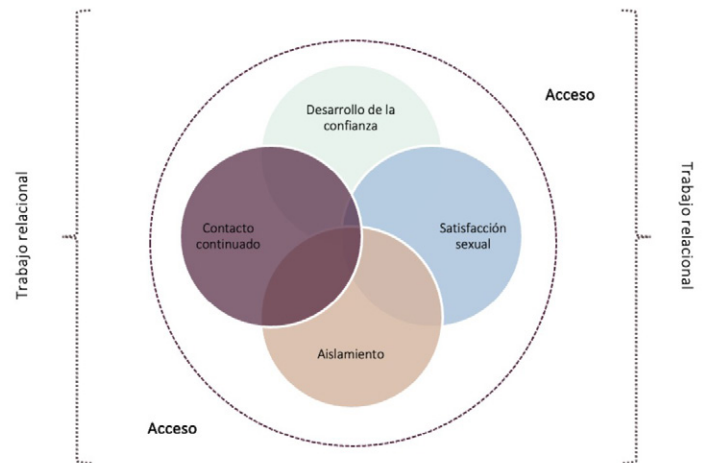 Acceso
Desarrollo de la
confianza
Trabajo relacional
Contacto
continuado
Satisfacción
sexual
Trabajo relacional
Aislamiento
Acceso